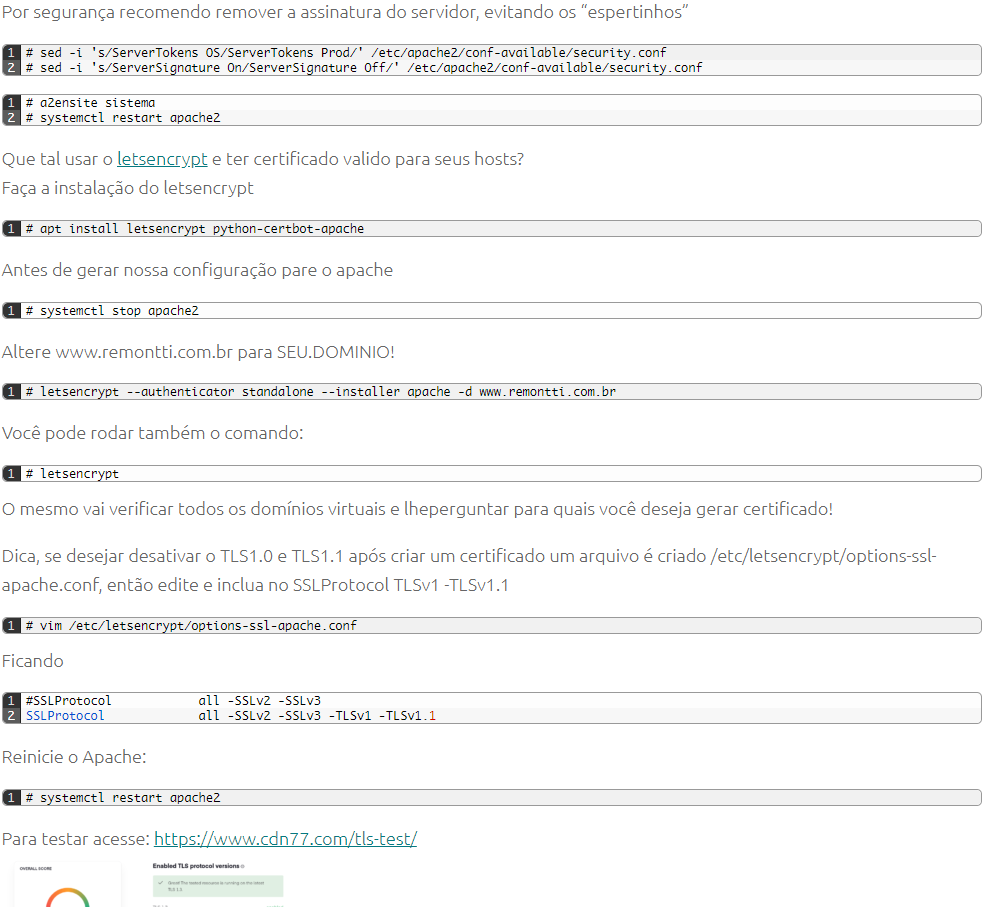 Por segurança recomendo remover a assinatura do servidor, evitando os “espertinhos”
1 # sed -i 's/ServerTokens OS/ServerTokens Prod/' /etc/apache2/conf-available/security.conf
2 # sed -i 's/ServerSignature On/ServerSignature Off/' /etc/apache2/conf-available/security.conf
1 # a2ensite sistema
2 # systemctl restart apache2
Que tal usar o letsencrypt e ter certificado valido para seus hosts?
Faça a instalação do letsencrypt
1 # apt install letsencrypt python-certbot-apache
Antes de gerar nossa configuração pare o apache
1 # systemctl stop apache2
Altere www.remontti.com.br para SEU.DOMINIO!
1 # letsencrypt --authenticator standalone --installer apache -d www.remontti.com.br
Você pode rodar também o comando:
1 # letsencrypt
O mesmo vai verificar todos os domínios virtuais e lheperguntar para quais você deseja gerar certificado!
Dica, se desejar desativar o TLS1.0 e TLS1.1 após criar um certificado um arquivo é criado /etc/letsencrypt/options-ssl-
apache.conf, então edite e inclua no SSLProtocol TLSv1 -TLSv1.1
1 # vim /etc/letsencrypt/options-ssl-apache.conf
Ficando
1 #SSLProtocol all -SSLv2 -SSLv3
2 SSLProtocol all -SSLv2 -SSLv3 -TLSv1 -TLSv1.1
Reinicie o Apache:
1 # systemctl restart apache2
Para testar acesse: https://www.cdn77.com/tls-test/
OVERALL SCORE
Enabled TLS protocol versions